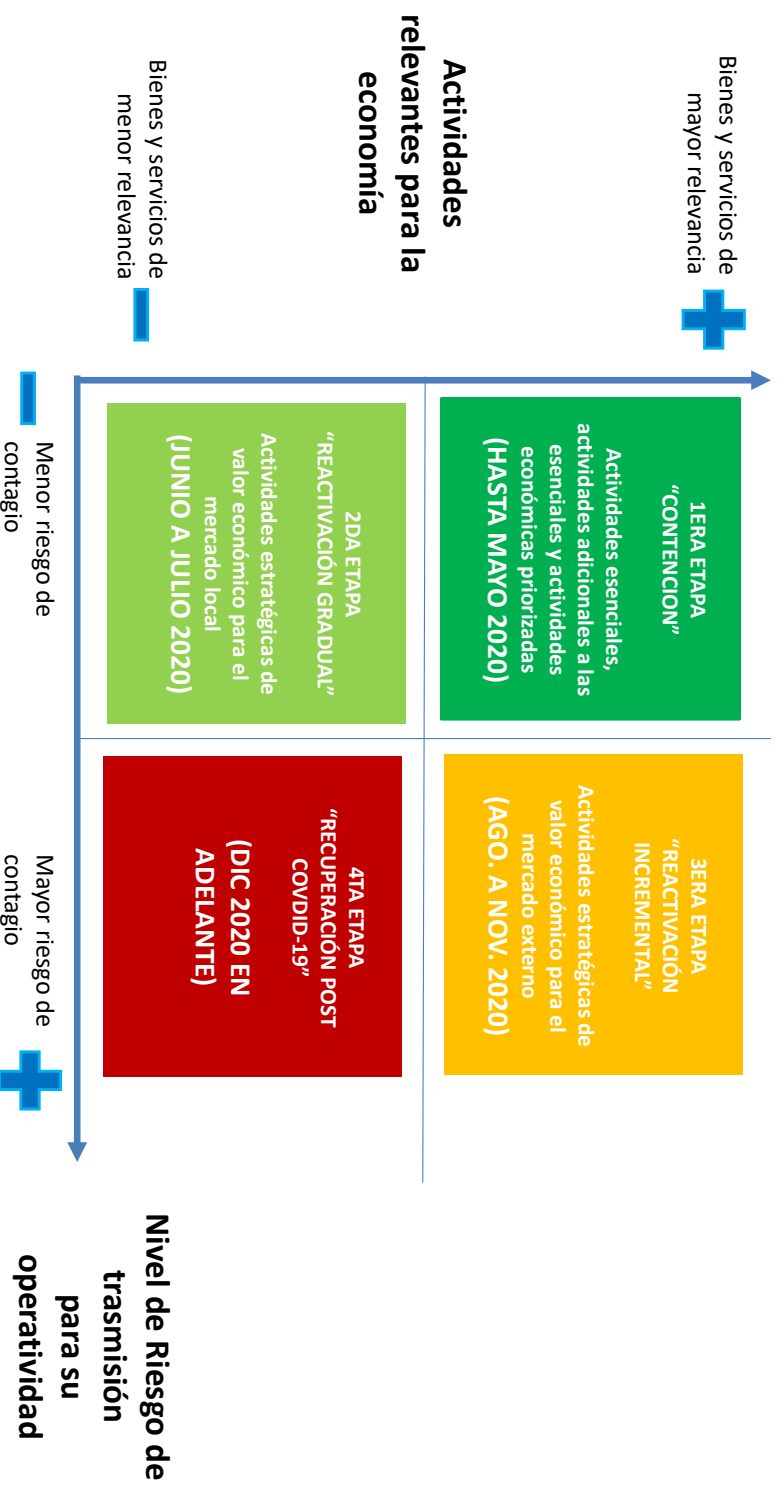 Bienes y servicios de
mayor relevancia
Actividades
relevantes para la
economía
Bienes y servicios de
menor relevancia
1ERA ETAPA
“CONTENCION”
Actividades esenciales,
actividades adicionales a las
esenciales y actividades
económicas priorizadas
(HASTA MAYO 2020)
3ERA ETAPA
“REACTIVACIÓN
INCREMENTAL”
Actividades estratégicas de
valor económico para el
mercado externo
(AGO. A NOV. 2020)
2DA ETAPA
“REACTIVACIÓN GRADUAL”
Actividades estratégicas de
valor económico para el
mercado local
(JUNIO A JULIO 2020)
4TA ETAPA
“RECUPERACIÓN POST
COVDID-19”
(DIC 2020 EN
ADELANTE)
Menor riesgo de
contagio
Mayor riesgo de
contagio
Nivel de Riesgo de
trasmisión
para su
operatividad